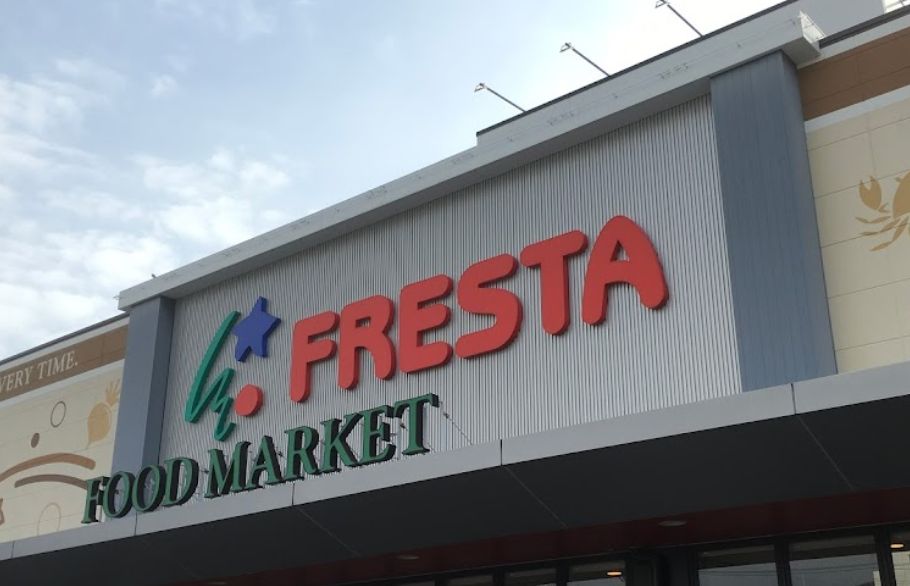 FRESTA
FOOD MARKET
VERY TIME.